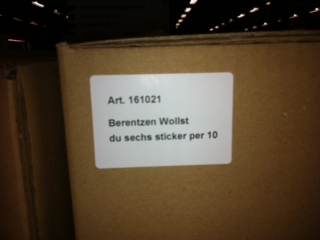 Art. 161021
Berentzen Wollst
du sechs sticker per 10